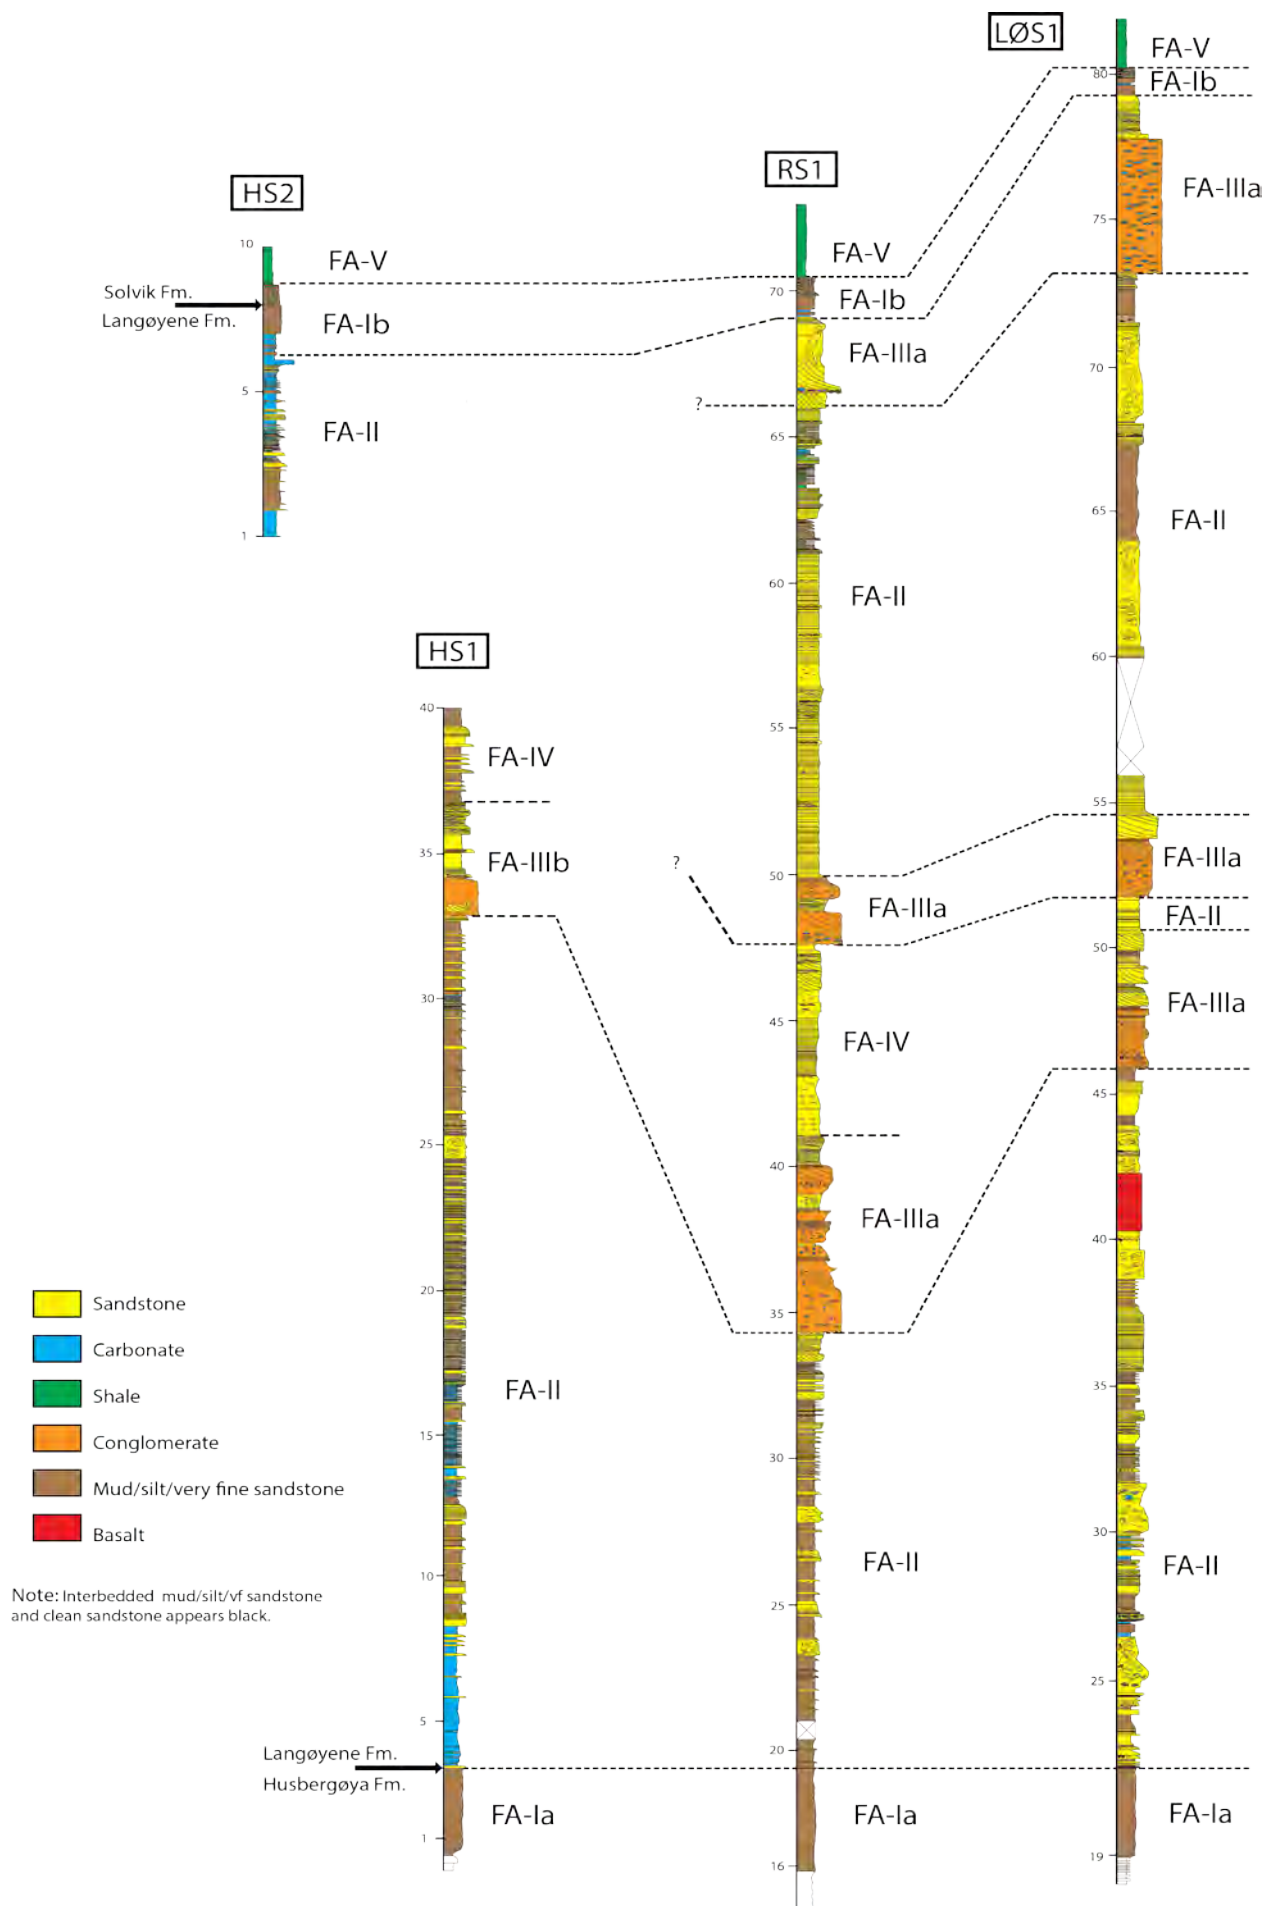 LØS1
FA-V
80
FA-Ib
FA-IIIa
75
70
FA-II
65
60
55
FA-IIIa
FA-II
50
FA-IIIa
45
40
35
30
FA-II
25
FA-Ia
19
RS1
FA-V
70
FA-Ib
FA-IIIa
?
65
60
FA-II
55
50
?
FA-IIIa
45
FA-IV
40
FA-IIIa
35
30
FA-II
25
20
FA-Ia
16
HS2
10
FA-V
Solvik Fm.
Langøyene Fm.
FA-Ib
5
FA-II
1
HS1
40
FA-IV
35
FA-IIIb
30
25
20
FA-II
15
10
5
Langøyene Fm.
Husbergøya Fm.
FA-Ia
1
Sandstone
Carbonate
Shale
Conglomerate
Mud/silt/very fine sandstone
Basalt
Note: Interbedded mud/silt/vf sandstone
and clean sandstone appears black.